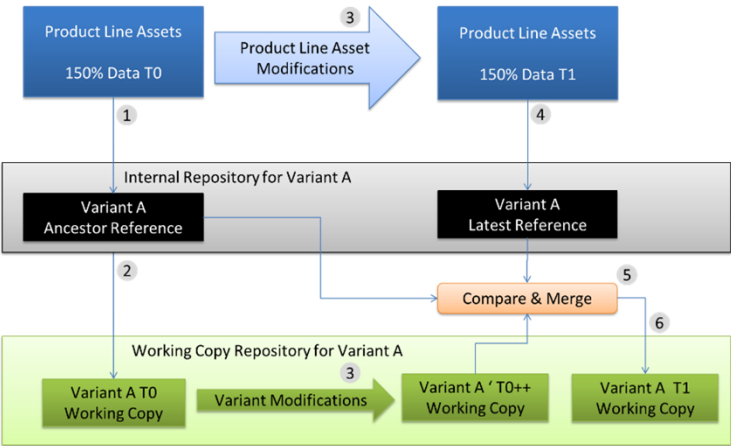 Product Line Assets
150% Data T0
3
Product Line Asset
Modifications
Product Line Assets
150% Data T1
1
4
Internal Repository for Variant A
Variant A
Ancestor Reference
Variant A
Latest Reference
2
5
Compare & Merge
6
Working Copy Repository for Variant A
3
Variant A T0
Working Copy
Variant Modifications
Variant A ‘ T0++
Working Copy
Variant A T1
Working Copy